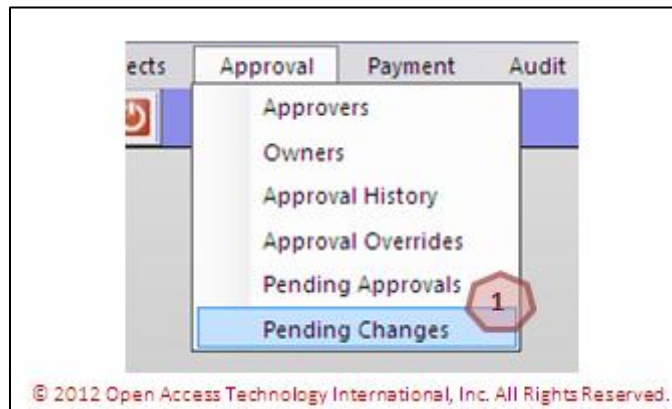 ects Approval Payment Audit
Approvers
Owners
Approval History
Approval Overrides
Pending Approvals
1
Pending Changes
© 2012 Open Access Technology International, Inc. All Rights Reserved.